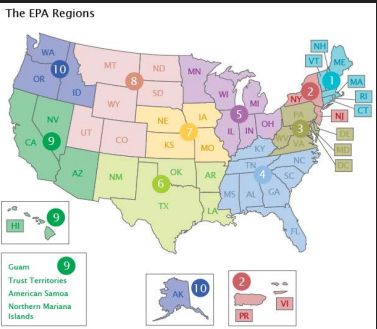 The EPA Regions
WA
OR
10
ID
MT
ND
8
SD
WY
UT
CO
NV
CA
9
AZ
NM
TX
6
OK
AR
LA
NE
IA
7
KS
MO
MN
WI
MI
5
IL
IN
OH
KY
TN
NC
SC
4
MS
AL
GA
FL
PA
3
WV
VA
DE
MD
DC
NY
2
NJ
NH
VT
ME
1
MA
RI
CT
HI
9
Guam
9
Trust Territories
American Samoa
Northern Mariana
Islands
AK
10
2
VI
PR